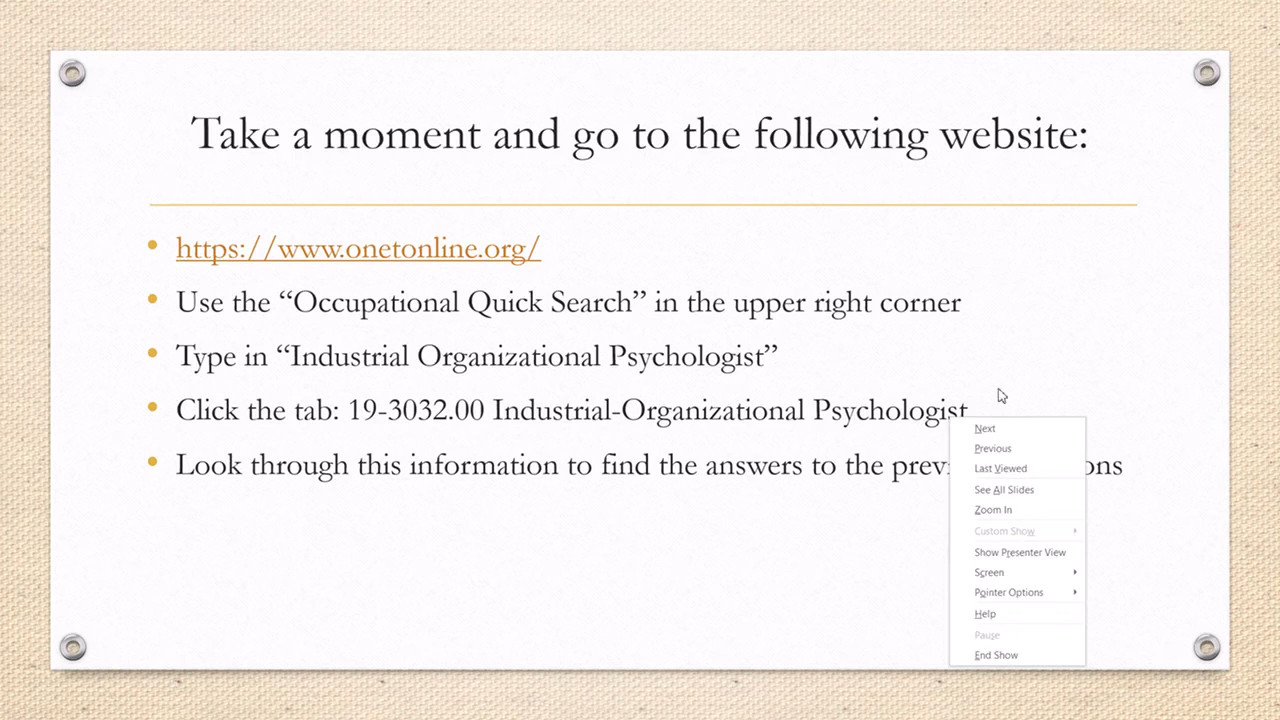 Take a moment and go to the following website:
https://www.onetonline.org/
Use the “Occupational Quick Search” in the upper right corner
Type in “Industrial Organizational Psychologist”
Click the tab: 19-3032.00 Industrial-Organizational Psychologist
Look through this information to find the answers to the
Next
Previous
Last Viewed
See All Slides
Zoom In
Custom Show
Show Presenter View
Screen
Pointer Options
Help
Pause
End Show